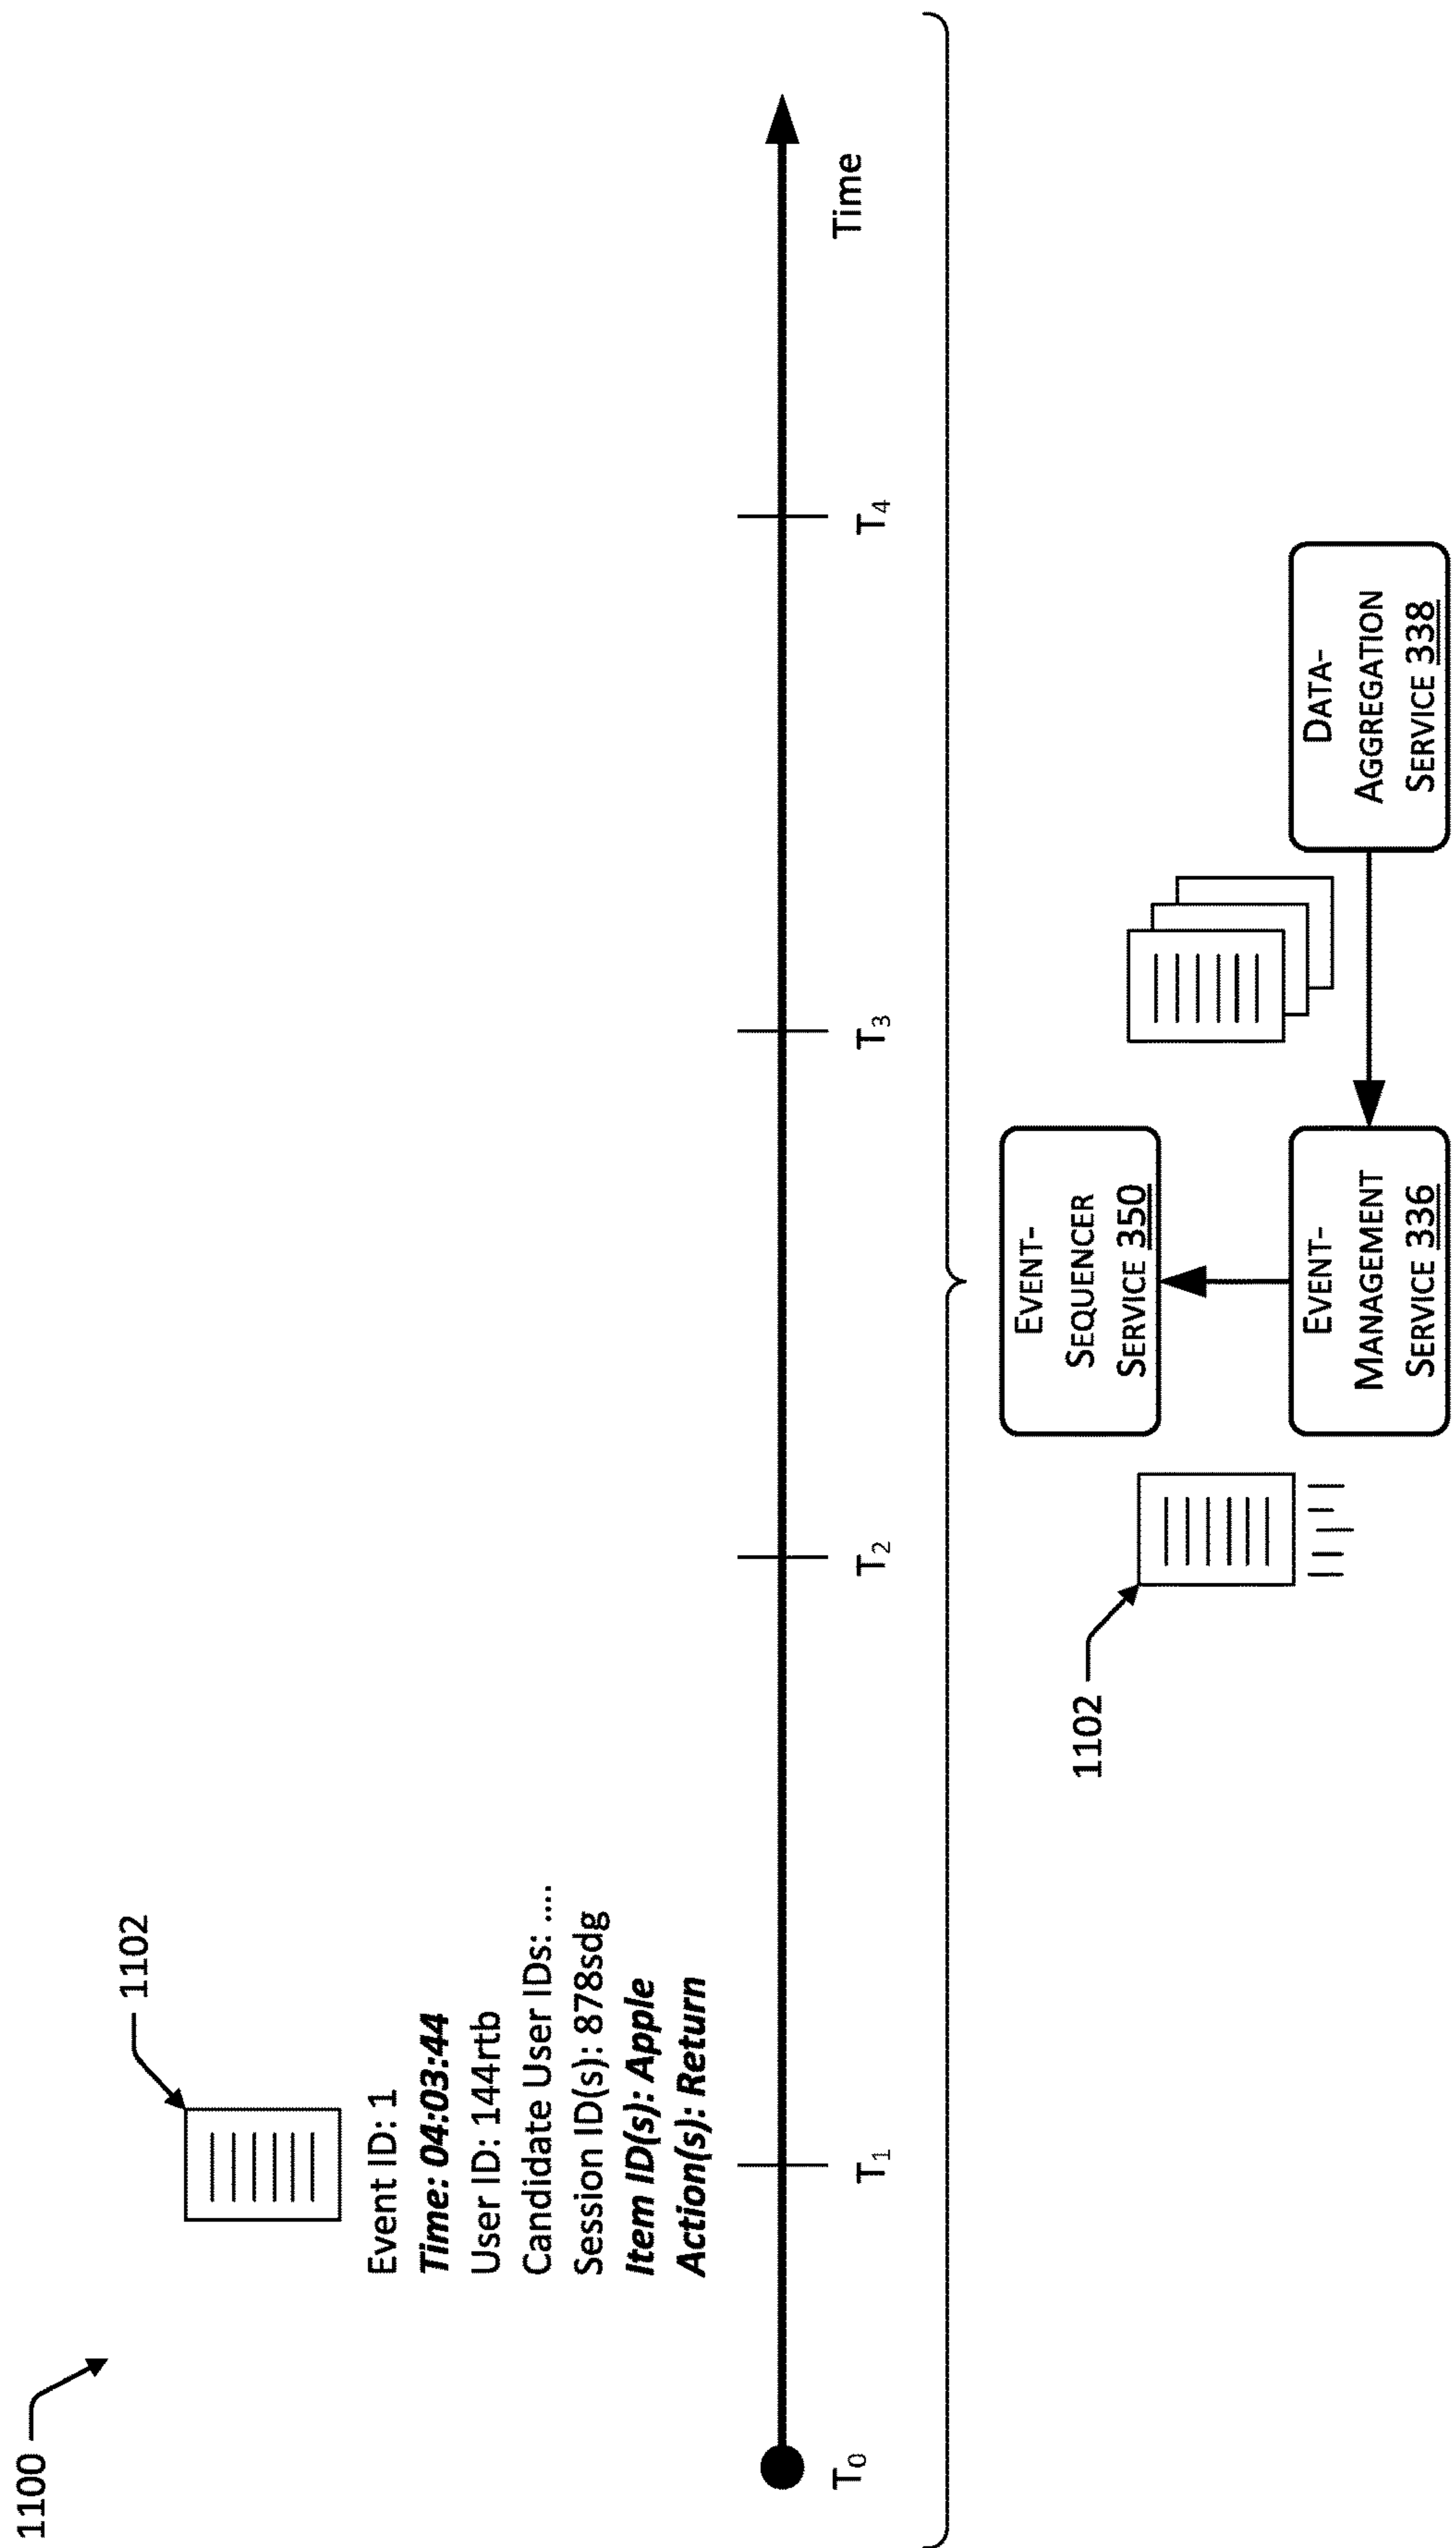 1100
1102
Event ID: 1
Time: 04:03:44
User ID: 144rtb
Candidate User IDs: ....
Session ID(s): 878sdg
Item ID(s): Apple
Action(s): Return
T0
T1
T2
T3
T4
Time
1102
EVENT-
SEQUENCER
SERVICE 350
EVENT-
MANAGEMENT
SERVICE 336
DATA-
AGGREGATION
SERVICE 338